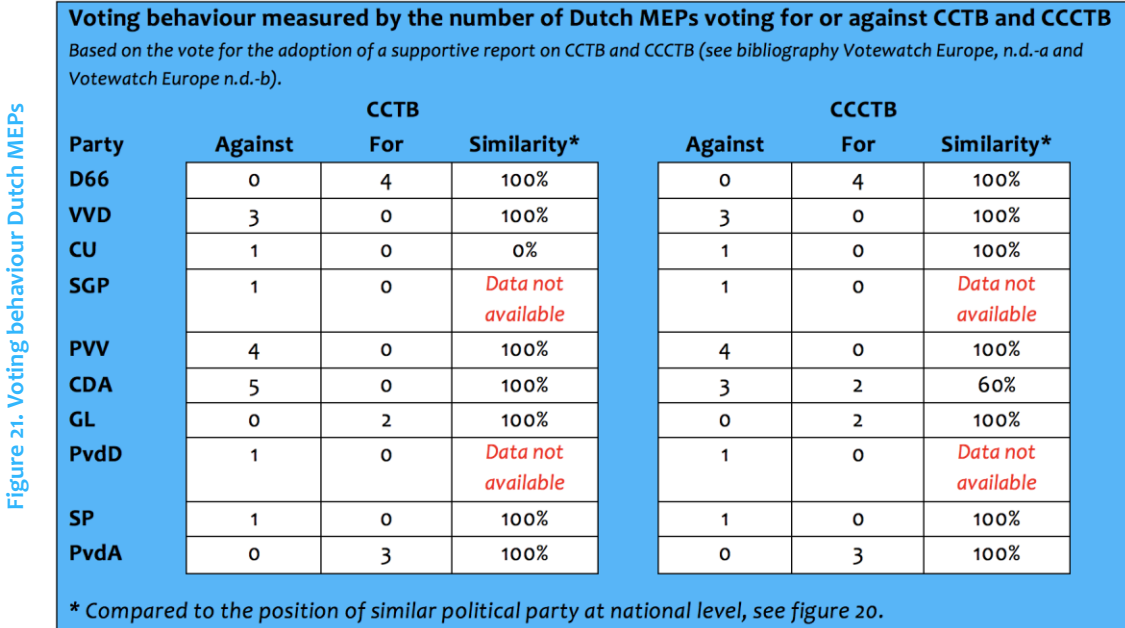 Figure 21. Voting behaviour Dutch MEPs
Voting behaviour measured by the number of Dutch MEPs voting for or against CCTB and CCCTB
Based on the vote for the adoption of a supportive report on CCTB and CCCTB (see bibliography Votewatch Europe, n.d.-a and
Votewatch Europe n.d.-b).
CCTB CCCTB
Party Against For Similarity* Against For Similarity*
D66 0 4 100% 0 4 100%
VVD 3 0 100% 3 0 100%
CU 1 0 0% 1 0 100%
SGP 1 0 Data not 1 0 Data not
available available
PVV 4 0 100% 4 0 100%
CDA 5 0 100% 3 2 60%
GL 0 2 100% 0 2 100%
PvdD 1 0 Data not 1 0 Data not
available available
SP 1 0 100% 1 0 100%
PvdA 0 3 100% 0 3 100%
* Compared to the position of similar political party at national level, see figure 20.